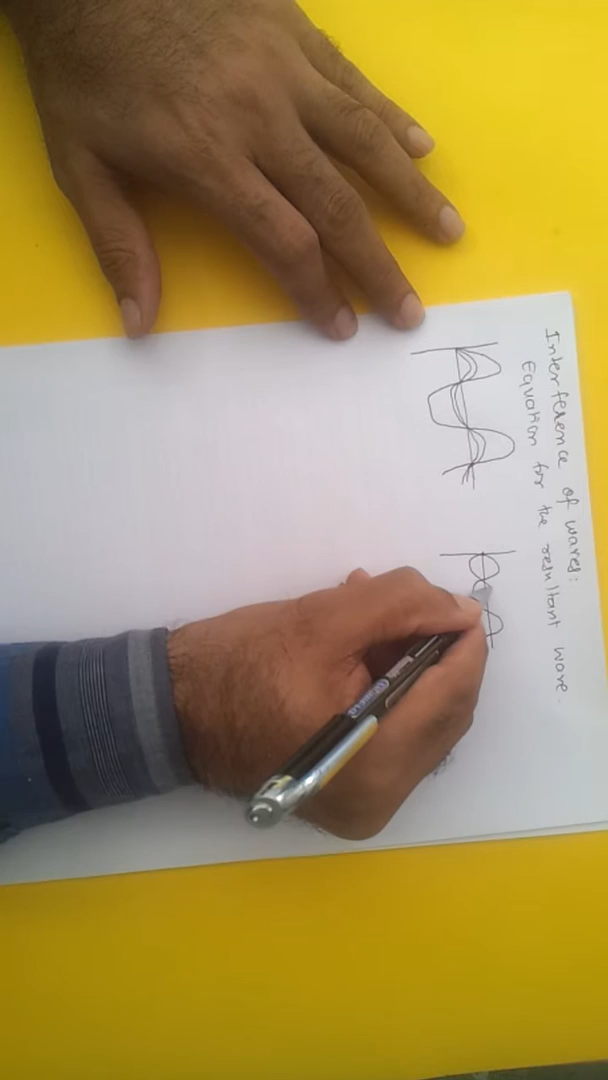 Interference of waves:
Equation for the resultant wave.